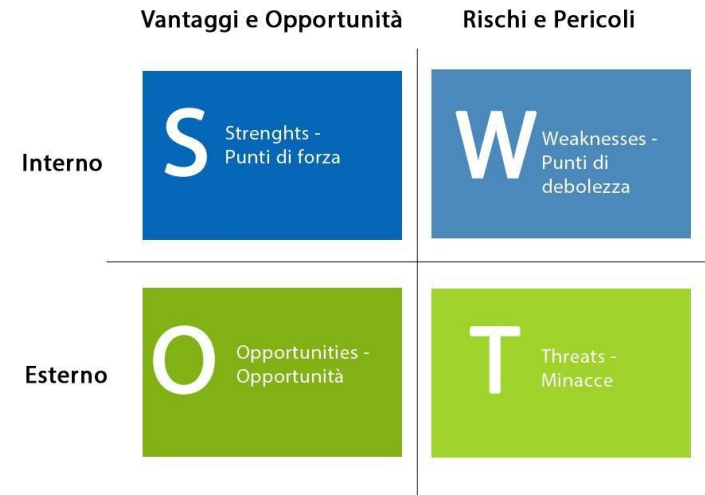 Vantaggi e Opportunità
Rischi e Pericoli
Interno
S
Strenghts -
Punti di forza
W
Weaknesses -
Punti di
debolezza
Esterno
O
Opportunities -
Opportunità
T
Threats -
Minacce